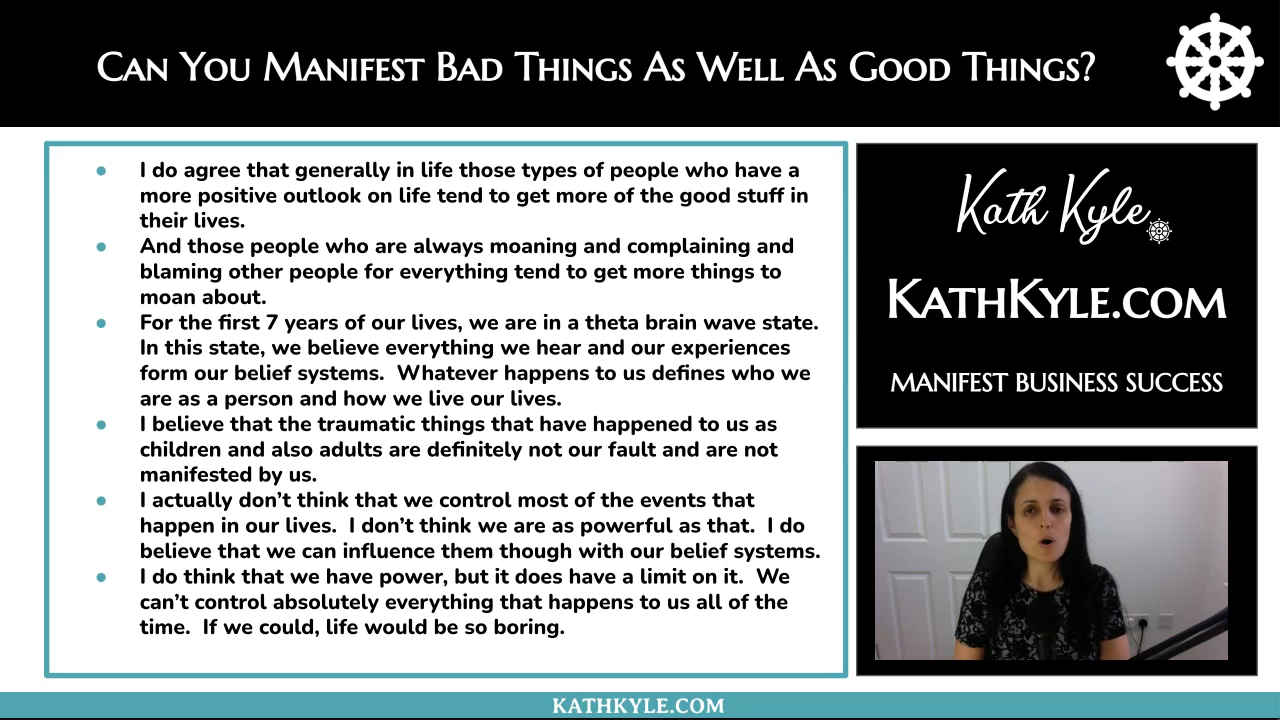 Can You Manifest Bad Things As Well As Good Things?
I do agree that generally in life those types of people who have a
more positive outlook on life tend to get more of the good stuff in
their lives.
And those people who are always moaning and complaining and
blaming other people for everything tend to get more things to
moan about.
For the first 7 years of our lives, we are in a theta brain wave state.
In this state, we believe everything we hear and our experiences
form our belief systems.  Whatever happens to us defines who we
are as a person and how we live our lives.
I believe that the traumatic things that have happened to us as
children and also adults are definitely not our fault and are not
manifested by us.
I actually don’t think that we control most of the events that
happen in our lives.  I don’t think we are as powerful as that.  I do
believe that we can influence them though with our belief systems.
I do think that we have power, but it does have a limit on it.  We
can’t control absolutely everything that happens to us all of the
time.  If we could, life would be so boring.
Kath Kyle
KathKyle.com
Manifest Business Success
KATHKYLE.COM